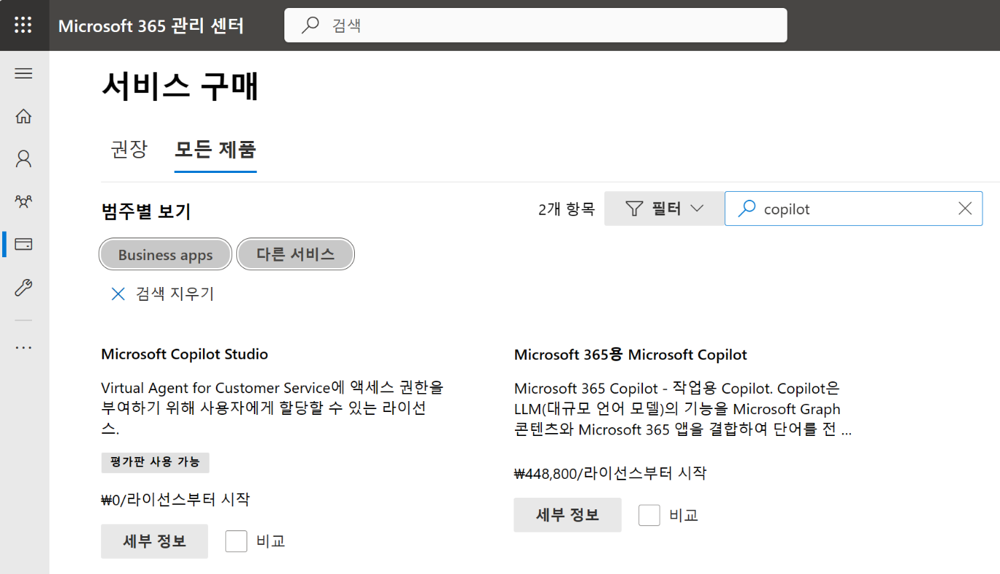 Microsoft 365 관리 센터
검색
서비스 구매
권장
모든 제품
범주별 보기
2개 항목
필터
copilot
Business apps
다른 서비스
검색 지우기
Microsoft Copilot Studio
Virtual Agent for Customer Service에 액세스 권한을
부여하기 위해 사용자에게 할당할 수 있는 라이선
스.
평가판 사용 가능
₩0/라이선스부터 시작
세부 정보
비교
Microsoft 365용 Microsoft Copilot
Microsoft 365 Copilot - 작업용 Copilot. Copilot은
LLM(대규모 언어 모델)의 기능을 Microsoft Graph
콘텐츠와 Microsoft 365 앱을 결합하여 단어를 전 ...
₩448,800/라이선스부터 시작
세부 정보
비교